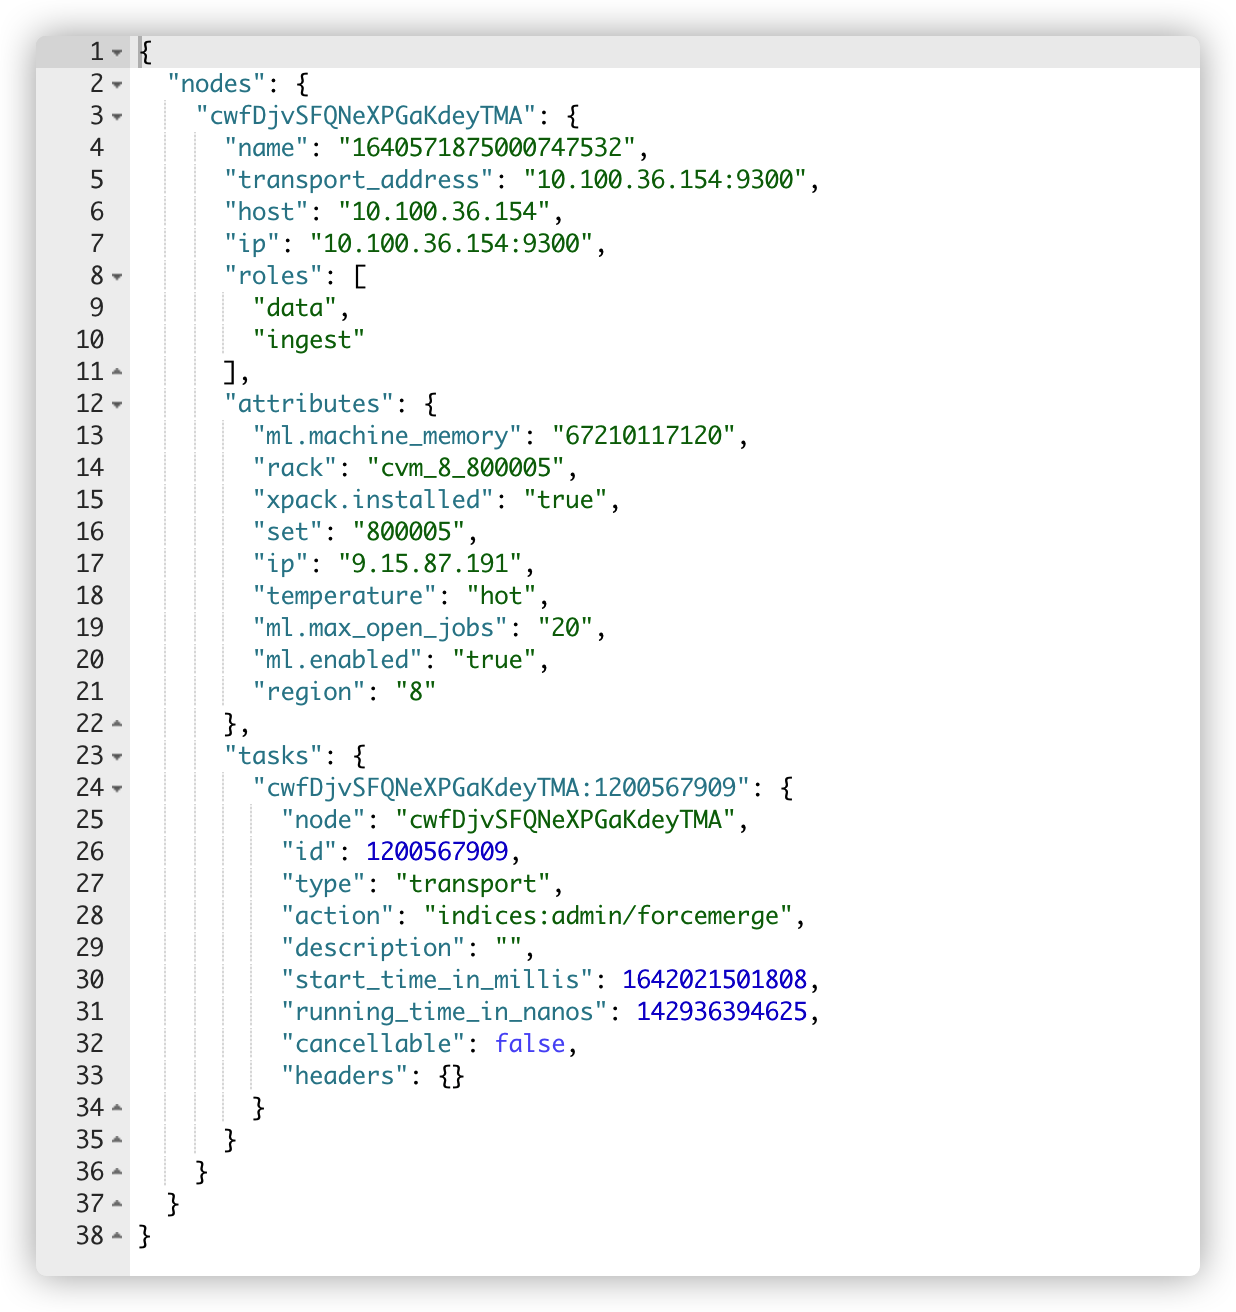 1 {
2 "nodes": {
3 "cwfDjvSFQNeXPGaKdeyTMA": {
4 "name": "1640571875000747532",
5 "transport_address": "10.100.36.154:9300",
6 "host": "10.100.36.154",
7 "ip": "10.100.36.154:9300",
8 "roles": [
9 "data",
10 "ingest"
11 ],
12 "attributes": {
13 "ml.machine_memory": "67210117120",
14 "rack": "cvm_8_800005",
15 "xpack.installed": "true",
16 "set": "800005",
17 "ip": "9.15.87.191",
18 "temperature": "hot",
19 "ml.max_open_jobs": "20",
20 "ml.enabled": "true",
21 "region": "8"
22 },
23 "tasks": {
24 "cwfDjvSFQNeXPGaKdeyTMA:1200567909": {
25 "node": "cwfDjvSFQNeXPGaKdeyTMA",
26 "id": 1200567909,
27 "type": "transport",
28 "action": "indices:admin/forcemerge",
29 "description": "",
30 "start_time_in_millis": 1642021501808,
31 "running_time_in_nanos": 142936394625,
32 "cancellable": false,
33 "headers": {}
34 }
35 }
36 }
37 }
38 }